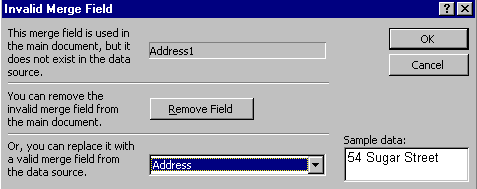 Invalid Merge Field
This merge field is used in
the main document, but it
does not exist in the data
source.
Address1
OK
Cancel
You can remove the
invalid merge field from
the main document.
Remove Field
Or, you can replace it with
a valid merge field from
the data source.
Address
Sample data:
54 Sugar Street